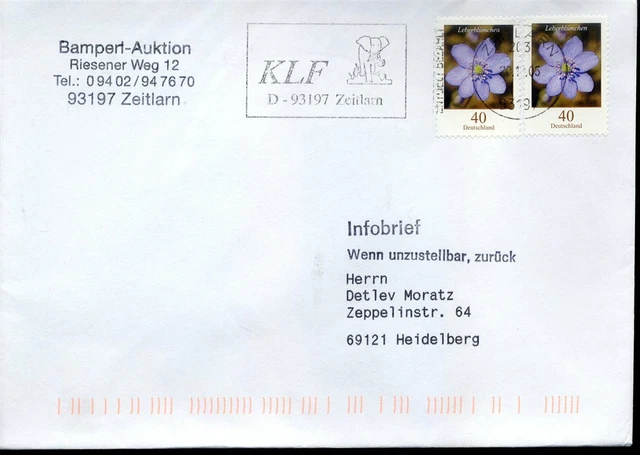 Bamperl-Auktion
Riesener Weg 12
Tel.: 0 94 02 / 94 76 70
93197 Zeitlarn
KLF
D - 93197 Zeitlarn
Leberblümchen
40
Deutschland
Leberblümchen
40
Deutschland
Infobrief
Wenn unzustellbar, zurück
Herrn
Detlev Moratz
Zeppelinstr. 64
69121 Heidelberg